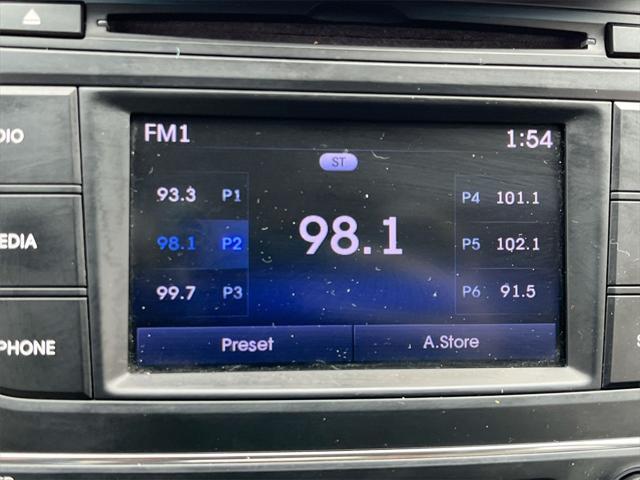 FM1 1:54
ST
93.3 P1
98.1 P2
99.7 P3
98.1
P4 101.1
P5 102.1
P6 91.5
Preset A.Store
DIO
EDIA
PHONE
S